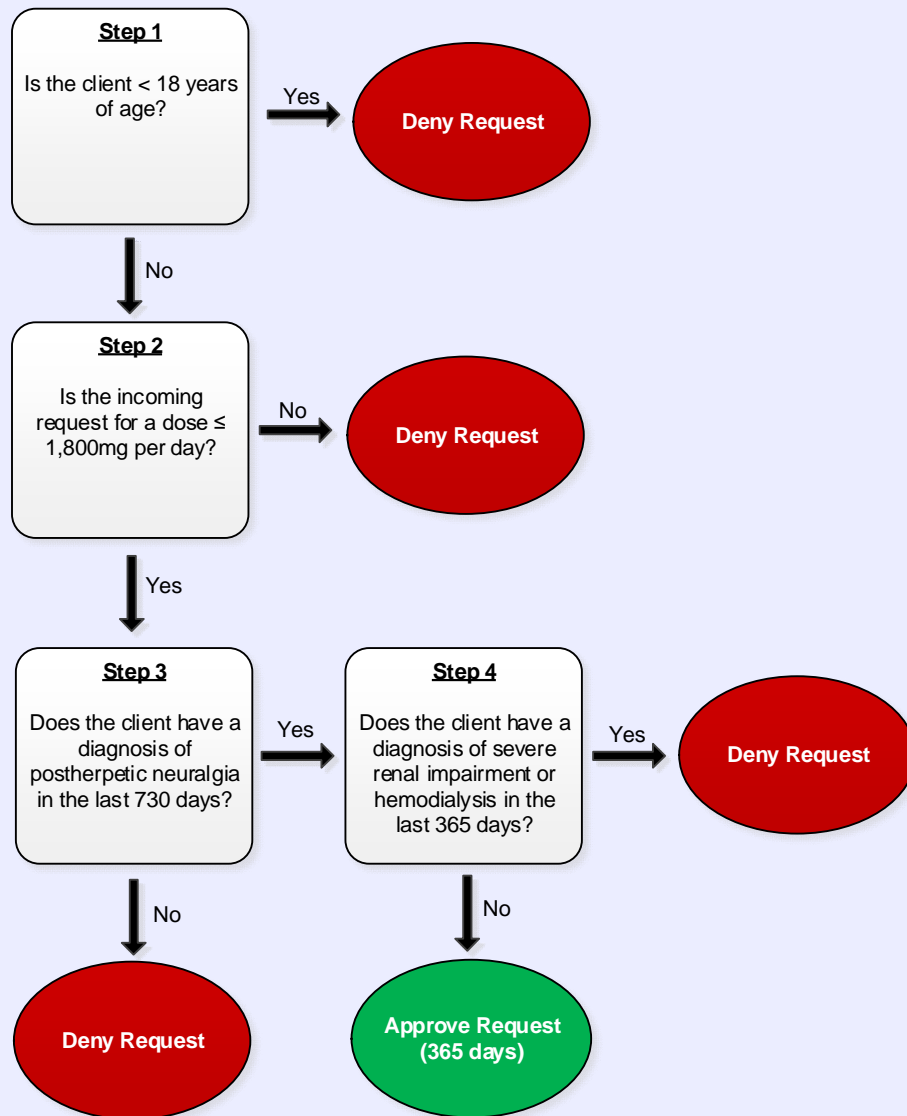 Step 1
Is the client < 18 years
of age?
Yes
Deny Request
No
Step 2
Is the incoming
request for a dose ≤
1,800mg per day?
No
Deny Request
Yes
Step 3
Does the client have a
diagnosis of
postherpetic neuralgia
in the last 730 days?
Yes
Step 4
Does the client have a
diagnosis of severe
renal impairment or
hemodialysis in the
last 365 days?
Yes
Deny Request
No
Deny Request
No
Approve Request
(365 days)